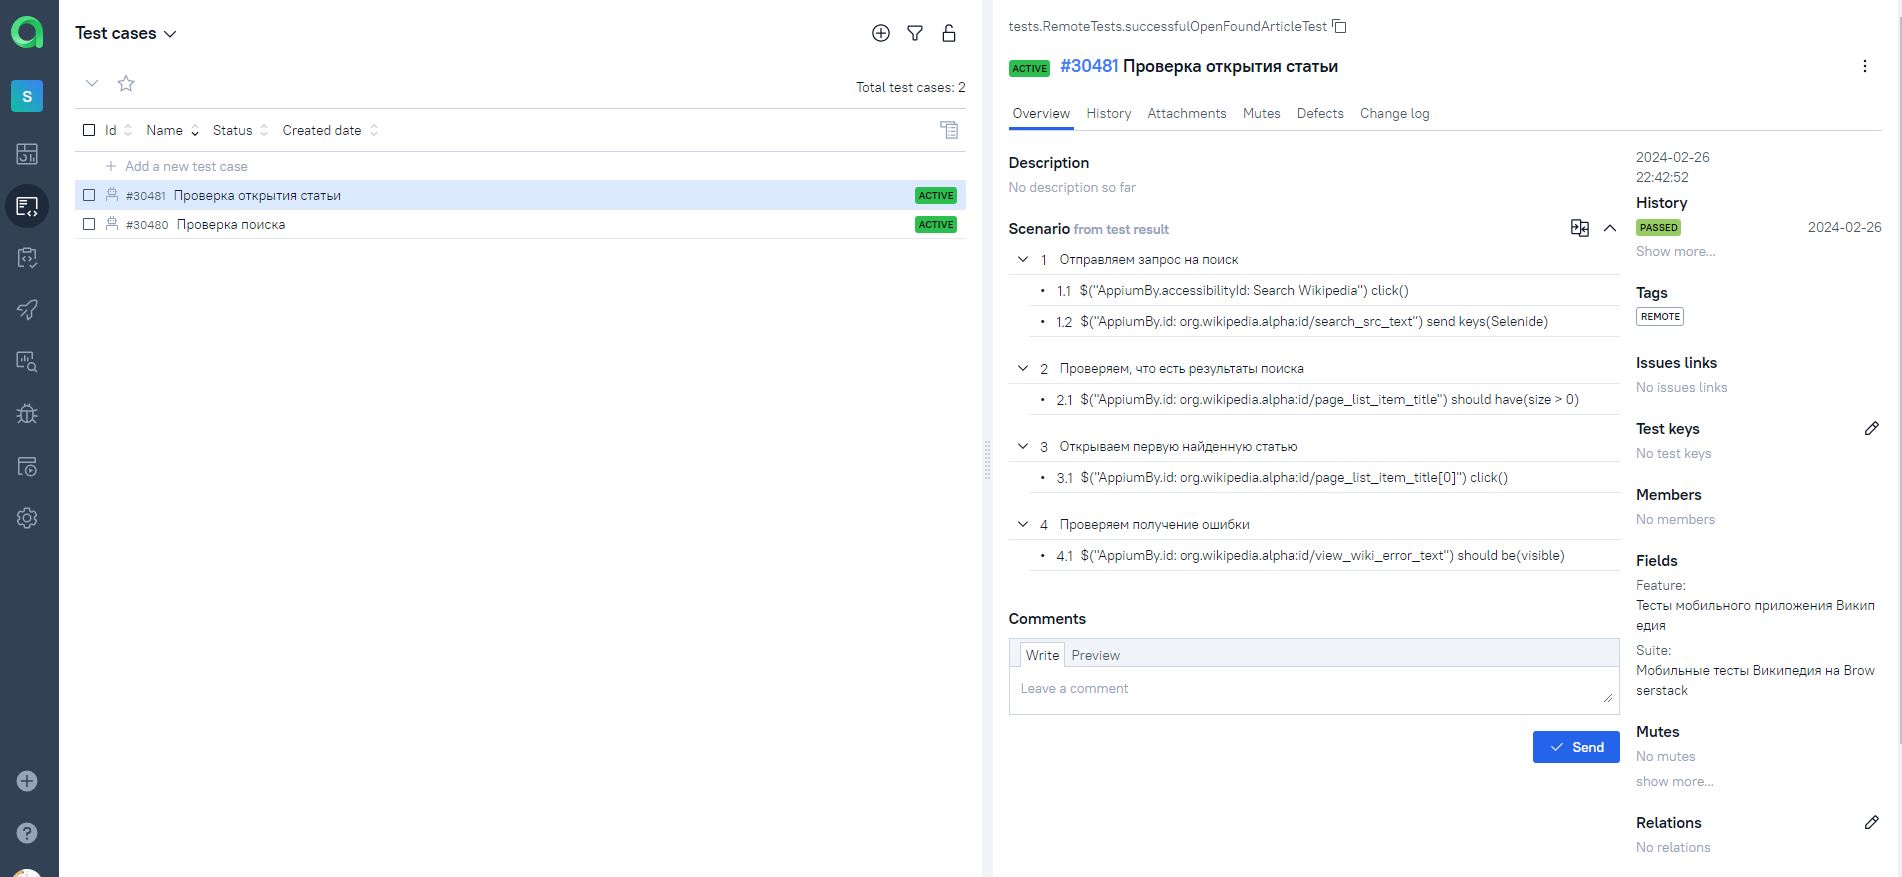 S
Test cases
Total test cases: 2
Id Name Status Created date
Add a new test case
#30481 Проверка открытия статьи ACTIVE
#30480 Проверка поиска ACTIVE
tests.RemoteTests.successfulOpenFoundArticleTest
ACTIVE #30481 Проверка открытия статьи
Overview History Attachments Mutes Defects Change log
Description
No description so far
Scenario from test result
1 Отправляем запрос на поиск
1.1 $("AppiumBy.accessibilityId: Search Wikipedia") click()
1.2 $("AppiumBy.id: org.wikipedia.alpha:id/search_src_text") send keys(Selenide)
2 Проверяем, что есть результаты поиска
2.1 $("AppiumBy.id: org.wikipedia.alpha:id/page_list_item_title") should have(size > 0)
3 Открываем первую найденную статью
3.1 $("AppiumBy.id: org.wikipedia.alpha:id/page_list_item_title[0]") click()
4 Проверяем получение ошибки
4.1 $("AppiumBy.id: org.wikipedia.alpha:id/view_wiki_error_text") should be(visible)
Comments
Write Preview
Leave a comment
Send
2024-02-26
22:42:52
History
PASSED 2024-02-26
Show more...
Tags
REMOTE
Issues links
No issues links
Test keys
No test keys
Members
No members
Fields
Feature:
Тесты мобильного приложения Викип
едия
Suite:
Мобильные тесты Википедия на Brow
serstack
Mutes
No mutes
show more...
Relations
No relations